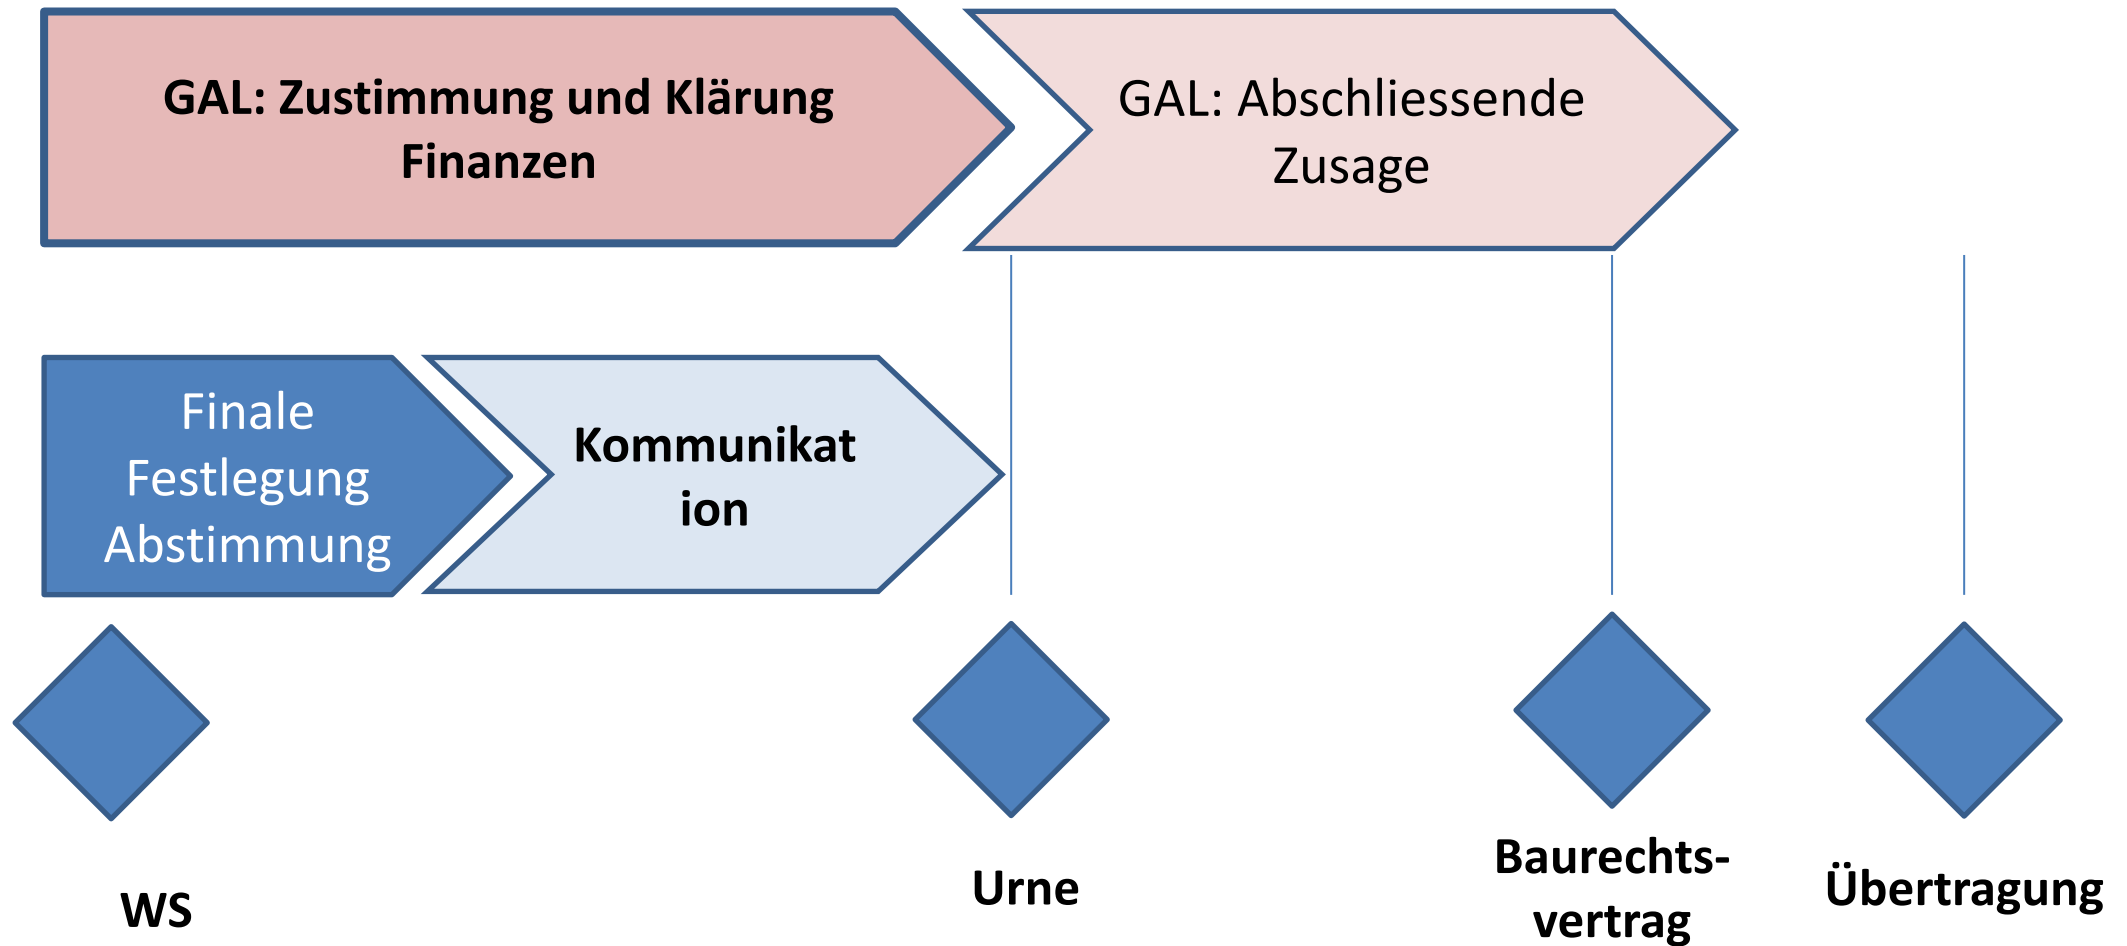 GAL: Zustimmung und Klärung
Finanzen
GAL: Abschliessende
Zusage
Finale
Festlegung
Abstimmung
Kommunikat
ion
WS
Urne
Baurechts-
vertrag
Übertragung